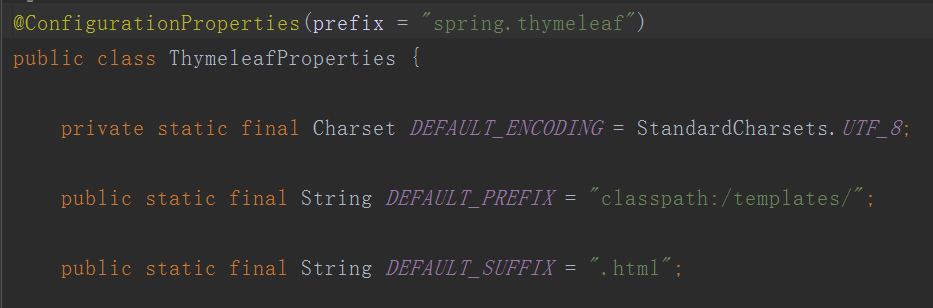 @ConfigurationProperties(prefix = "spring.thymeleaf")
public class ThymeleafProperties {
private static final Charset DEFAULT_ENCODING = StandardCharsets.UTF_8;
public static final String DEFAULT_PREFIX = "classpath:/templates/";
public static final String DEFAULT_SUFFIX = ".html";